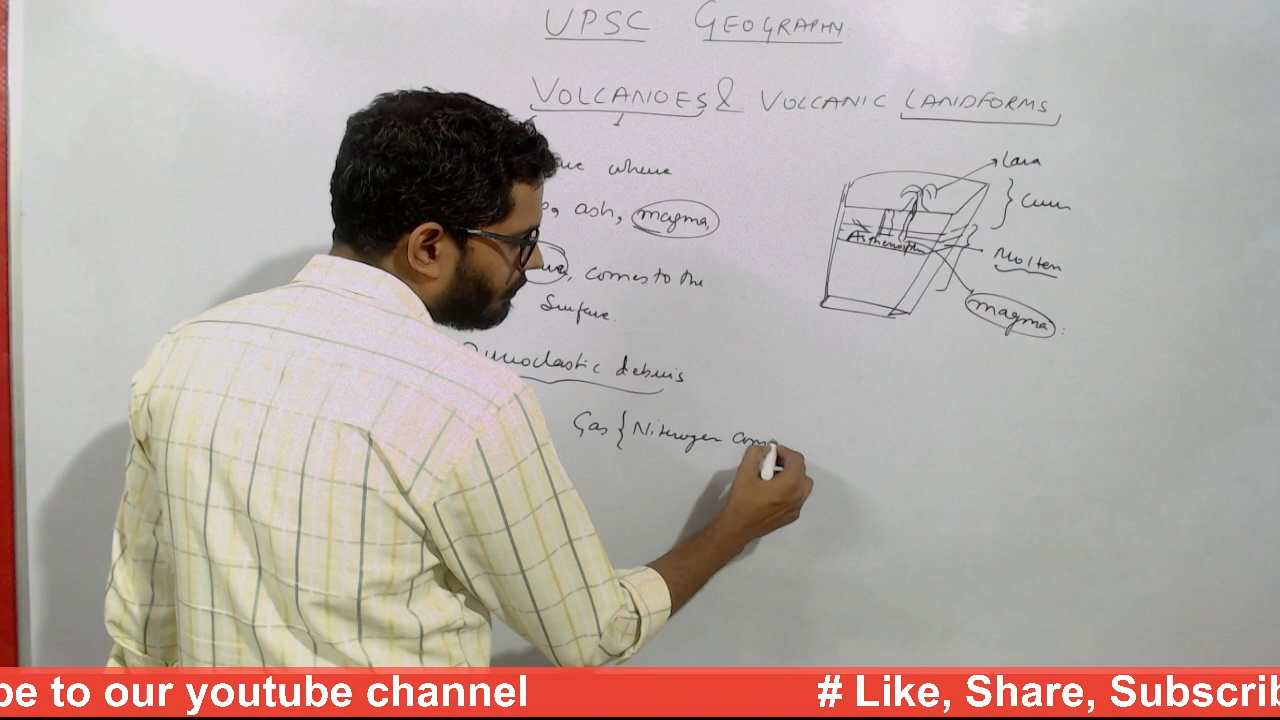 UPSC GEOGRAPHY
VOLCANOES & VOLCANIC LANDFORMS
where
ash, magma,
comes to the
Surface.
debris
Gas { Nitrogen
Lava
Asthenosph
Molten
magma
be to our youtube channel # Like, Share, Subscrib